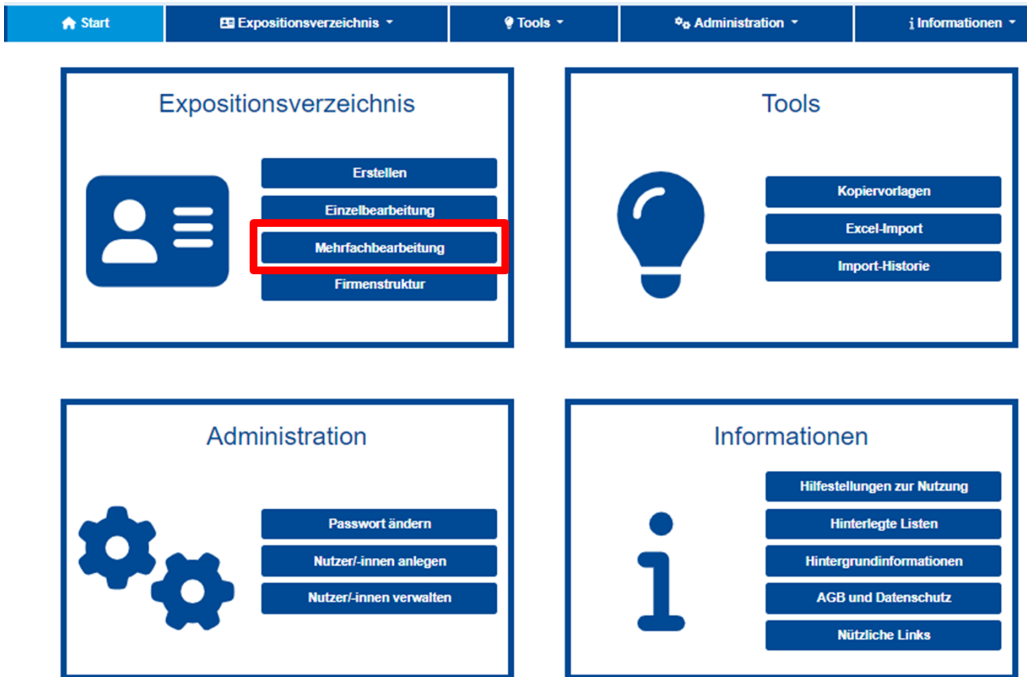 Start
Expositionsverzeichnis
Tools
Administration
Informationen
Expositionsverzeichnis
Erstellen
Einzelbearbeitung
Mehrfachbearbeitung
Firmenstruktur
Tools
Kopiervorlagen
Excel-Import
Import-Historie
Administration
Passwort ändern
Nutzer/-innen anlegen
Nutzer/-innen verwalten
Informationen
Hilfestellungen zur Nutzung
Hinterlegte Listen
Hintergrundinformationen
AGB und Datenschutz
Nützliche Links